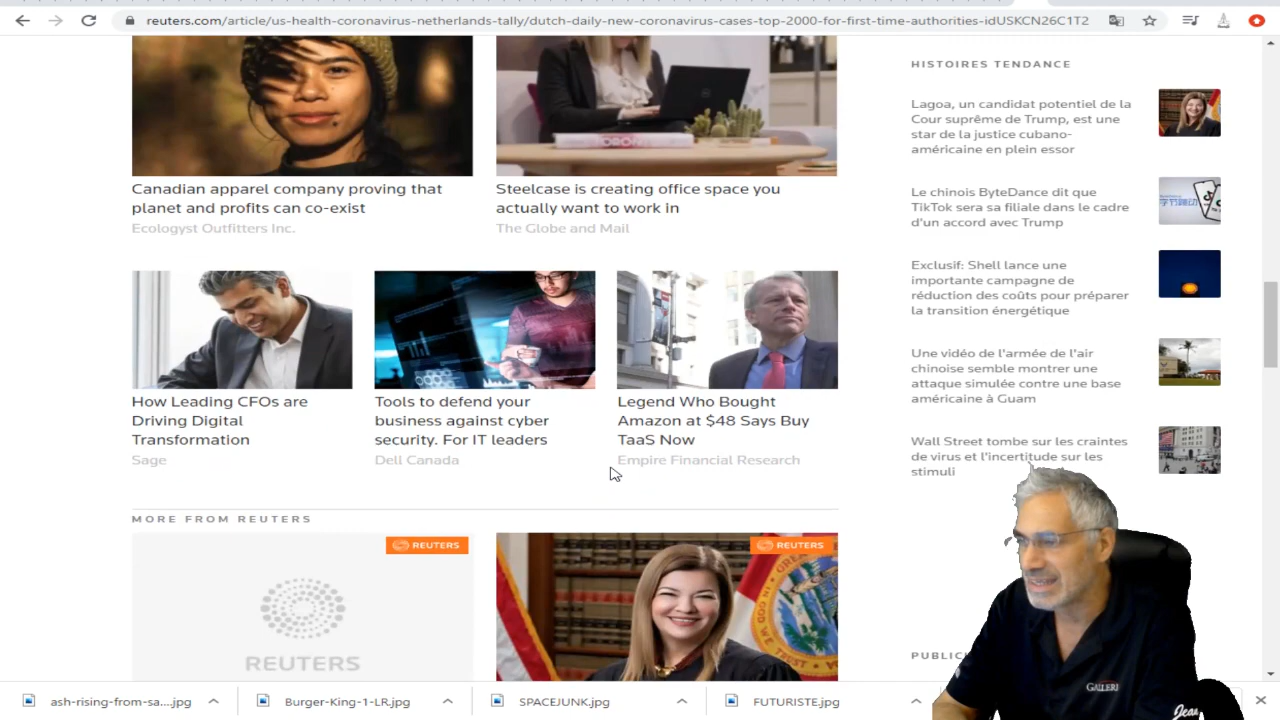 reuters.com/article/us-health-coronavirus-netherlands-tally/dutch-daily-new-coronavirus-cases-top-2000-for-first-time-authorities-idUSKCN26C1T2
Canadian apparel company proving that
planet and profits can co-exist
Ecologyst Outfitters Inc.
Steelcase is creating office space you
actually want to work in
The Globe and Mail
How Leading CFOs are
Driving Digital
Transformation
Sage
Tools to defend your
business against cyber
security. For IT leaders
Dell Canada
Legend Who Bought
Amazon at $48 Says Buy
TaaS Now
Empire Financial Research
MORE FROM REUTERS
REUTERS
REUTERS
REUTERS
HISTOIRES TENDANCE
Lagoa, un candidat potentiel de la
Cour suprême de Trump, est une
star de la justice cubano-
américaine en plein essor
Le chinois ByteDance dit que
TikTok sera sa filiale dans le cadre
d'un accord avec Trump
Exclusif: Shell lance une
importante campagne de
réduction des coûts pour préparer
la transition énergétique
Une vidéo de l'armée de l'air
chinoise semble montrer une
attaque simulée contre une base
américaine à Guam
Wall Street tombe sur les craintes
de virus et l'incertitude sur les
stimuli
PUBLIC
GALLERI
Jean
ash-rising-from-sa....jpg
Burger-King-1-LR.jpg
SPACEJUNK.jpg
FUTURISTE.jpg